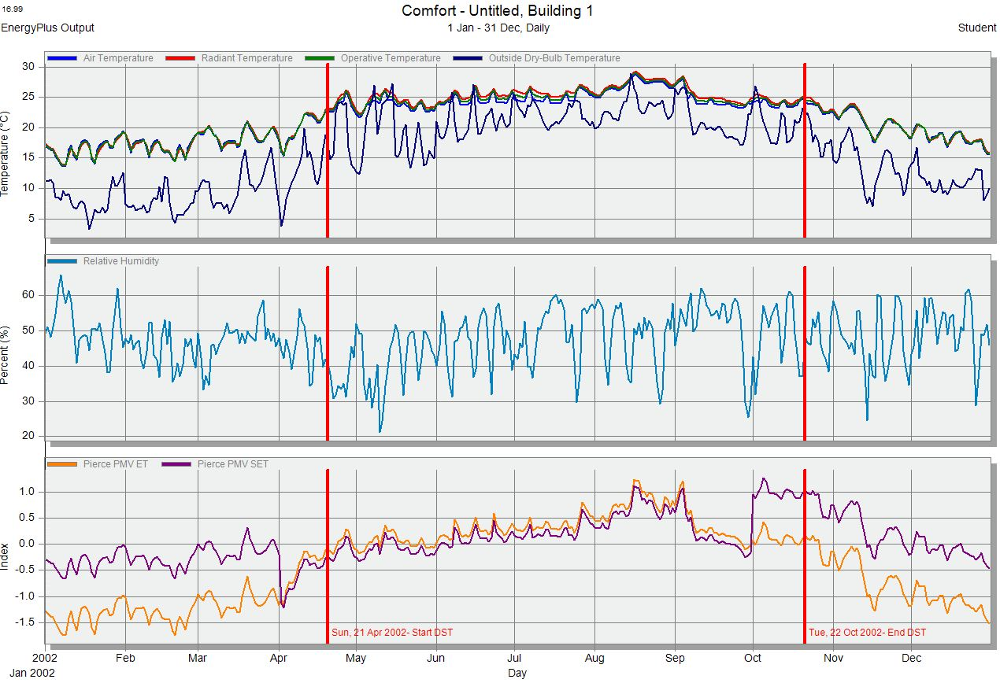 16.99
Comfort - Untitled, Building 1
EnergyPlus Output
1 Jan - 31 Dec, Daily
Student
Air Temperature Radiant Temperature Operative Temperature Outside Dry-Bulb Temperature
Temperature (°C)
30
25
20
15
10
5
Relative Humidity
Percent (%)
60
50
40
30
20
Pierce PMV ET Pierce PMV SET
Index
1.0
0.5
0.0
-0.5
-1.0
-1.5
Sun, 21 Apr 2002- Start DST
Tue, 22 Oct 2002- End DST
2002 Feb Mar Apr May Jun Jul Aug Sep Oct Nov Dec
Jan 2002
Day